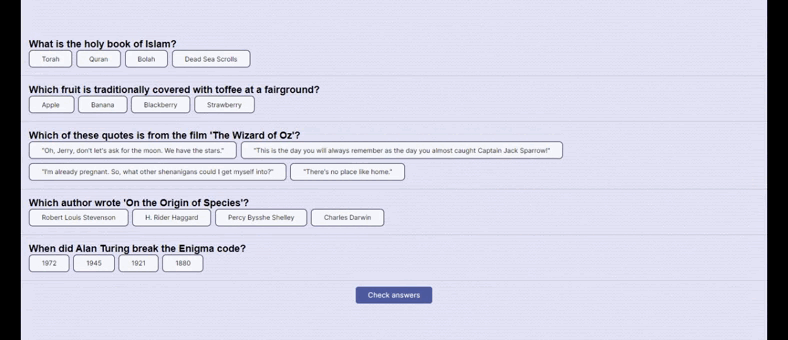 What is the holy book of Islam?
Torah Quran Bolah Dead Sea Scrolls
Which fruit is traditionally covered with toffee at a fairground?
Apple Banana Blackberry Strawberry
Which of these quotes is from the film 'The Wizard of Oz'?
"Oh, Jerry, don't let's ask for the moon. We have the stars." "This is the day you will always remember as the day you almost caught Captain Jack Sparrow!"
"I'm already pregnant. So, what other shenanigans could I get myself into?" "There's no place like home."
Which author wrote 'On the Origin of Species'?
Robert Louis Stevenson H. Rider Haggard Percy Bysshe Shelley Charles Darwin
When did Alan Turing break the Enigma code?
1972 1945 1921 1880
Check answers